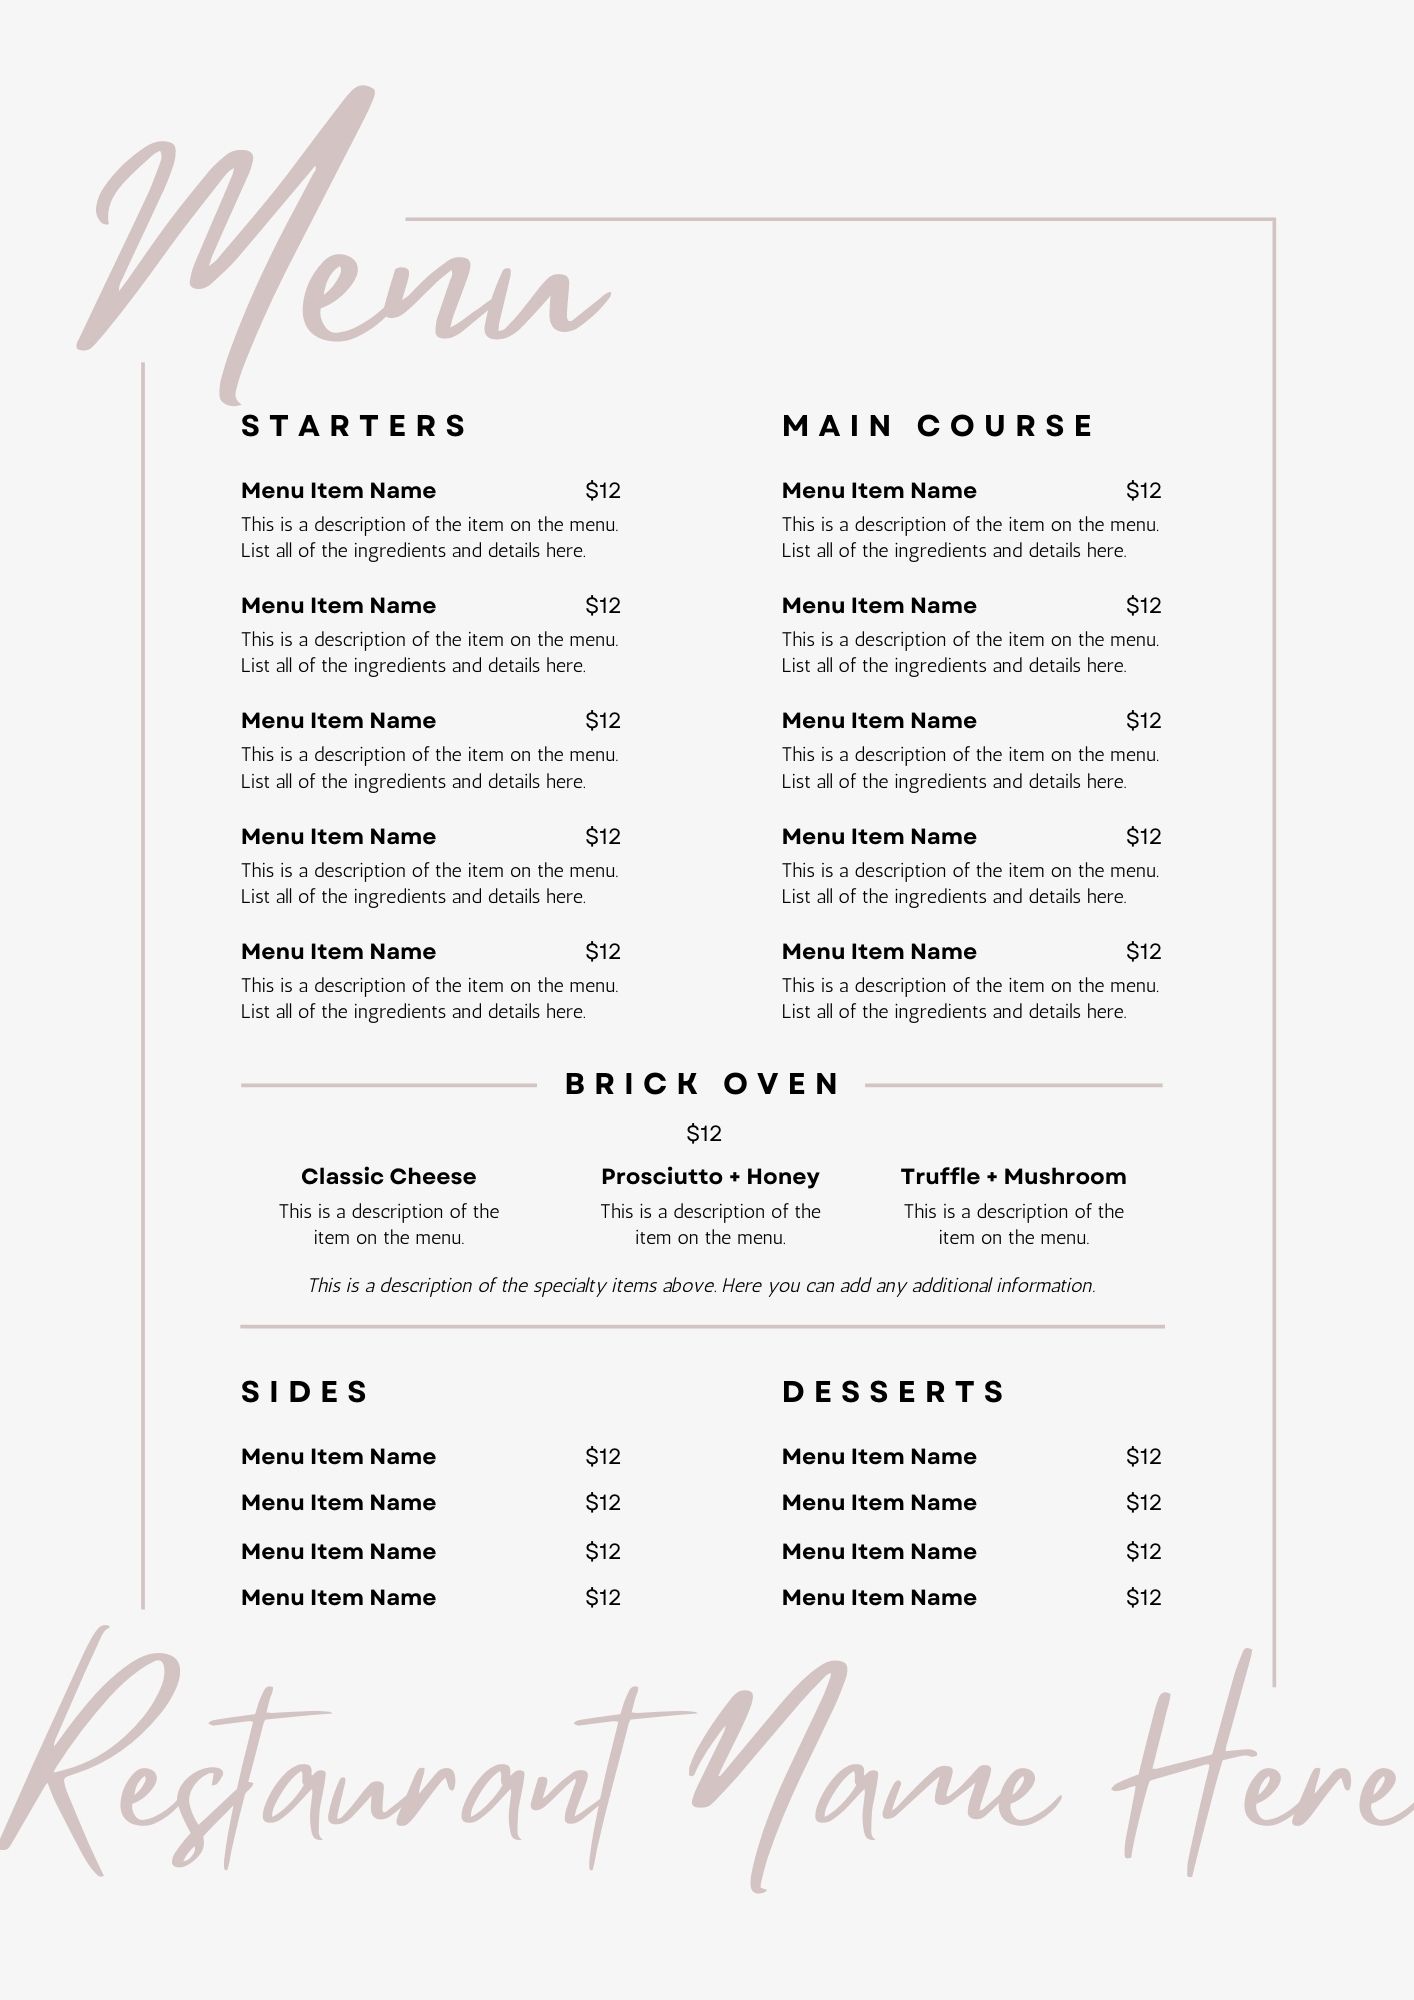 Menu
STARTERS
Menu Item Name $12
This is a description of the item on the menu.
List all of the ingredients and details here.
Menu Item Name $12
This is a description of the item on the menu.
List all of the ingredients and details here.
Menu Item Name $12
This is a description of the item on the menu.
List all of the ingredients and details here.
Menu Item Name $12
This is a description of the item on the menu.
List all of the ingredients and details here.
Menu Item Name $12
This is a description of the item on the menu.
List all of the ingredients and details here.
MAIN COURSE
Menu Item Name $12
This is a description of the item on the menu.
List all of the ingredients and details here.
Menu Item Name $12
This is a description of the item on the menu.
List all of the ingredients and details here.
Menu Item Name $12
This is a description of the item on the menu.
List all of the ingredients and details here.
Menu Item Name $12
This is a description of the item on the menu.
List all of the ingredients and details here.
Menu Item Name $12
This is a description of the item on the menu.
List all of the ingredients and details here.
BRICK OVEN
$12
Classic Cheese
This is a description of the
item on the menu.
Prosciutto + Honey
This is a description of the
item on the menu.
Truffle + Mushroom
This is a description of the
item on the menu.
This is a description of the specialty items above. Here you can add any additional information.
SIDES
Menu Item Name $12
Menu Item Name $12
Menu Item Name $12
Menu Item Name $12
DESSERTS
Menu Item Name $12
Menu Item Name $12
Menu Item Name $12
Menu Item Name $12
Restaurant Name Here